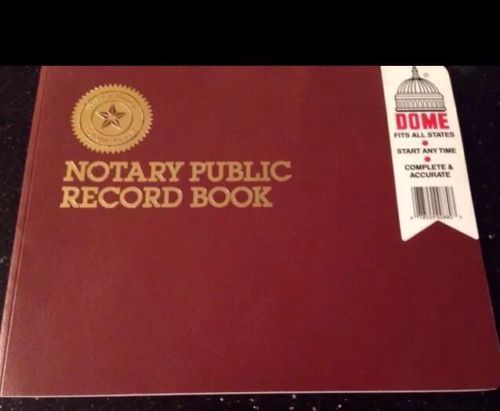 NOTARY PUBLIC
RECORD BOOK
®
DOME
FITS ALL STATES
START ANY TIME
COMPLETE &
ACCURATE